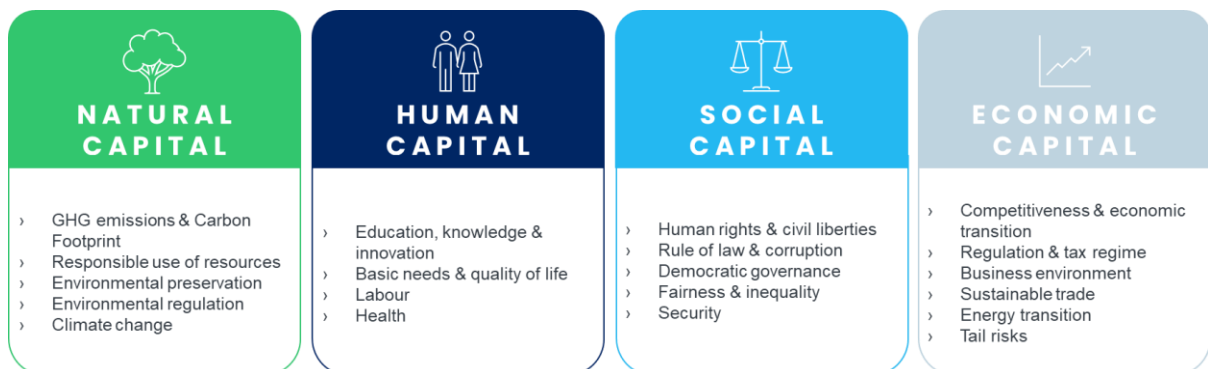 NATURAL
CAPITAL
› GHG emissions & Carbon
Footprint
› Responsible use of resources
› Environmental preservation
› Environmental regulation
› Climate change
HUMAN
CAPITAL
› Education, knowledge &
innovation
› Basic needs & quality of life
› Labour
› Health
SOCIAL
CAPITAL
› Human rights & civil liberties
› Rule of law & corruption
› Democratic governance
› Fairness & inequality
› Security
ECONOMIC
CAPITAL
› Competitiveness & economic
transition
› Regulation & tax regime
› Business environment
› Sustainable trade
› Energy transition
› Tail risks